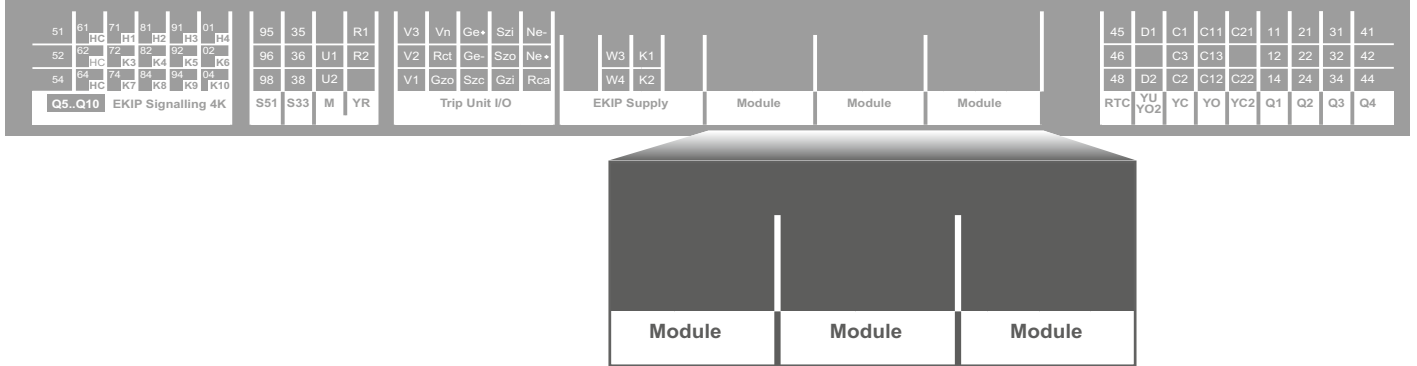 51 61 HC 71 H1 81 H2 91 H3 01 H4 95 35 R1 V3 Vn Ge• Szi Ne- 45 D1 C1 C11 C21 11 21 31 41
52 62 HC 72 K3 82 K4 92 K5 02 K6 96 36 U1 R2 V2 Rct Ge- Szo Ne• W3 K1 46 C3 C13 12 22 32 42
54 64 HC 74 K7 84 K8 94 K9 04 K10 98 38 U2 V1 Gzo Szc Gzi Rca W4 K2 48 D2 C2 C12 C22 14 24 34 44
Q5..Q10 EKIP Signalling 4K S51 S33 M YR Trip Unit I/O EKIP Supply Module Module Module RTC YU YO2 YC YO YC2 Q1 Q2 Q3 Q4
Module Module Module